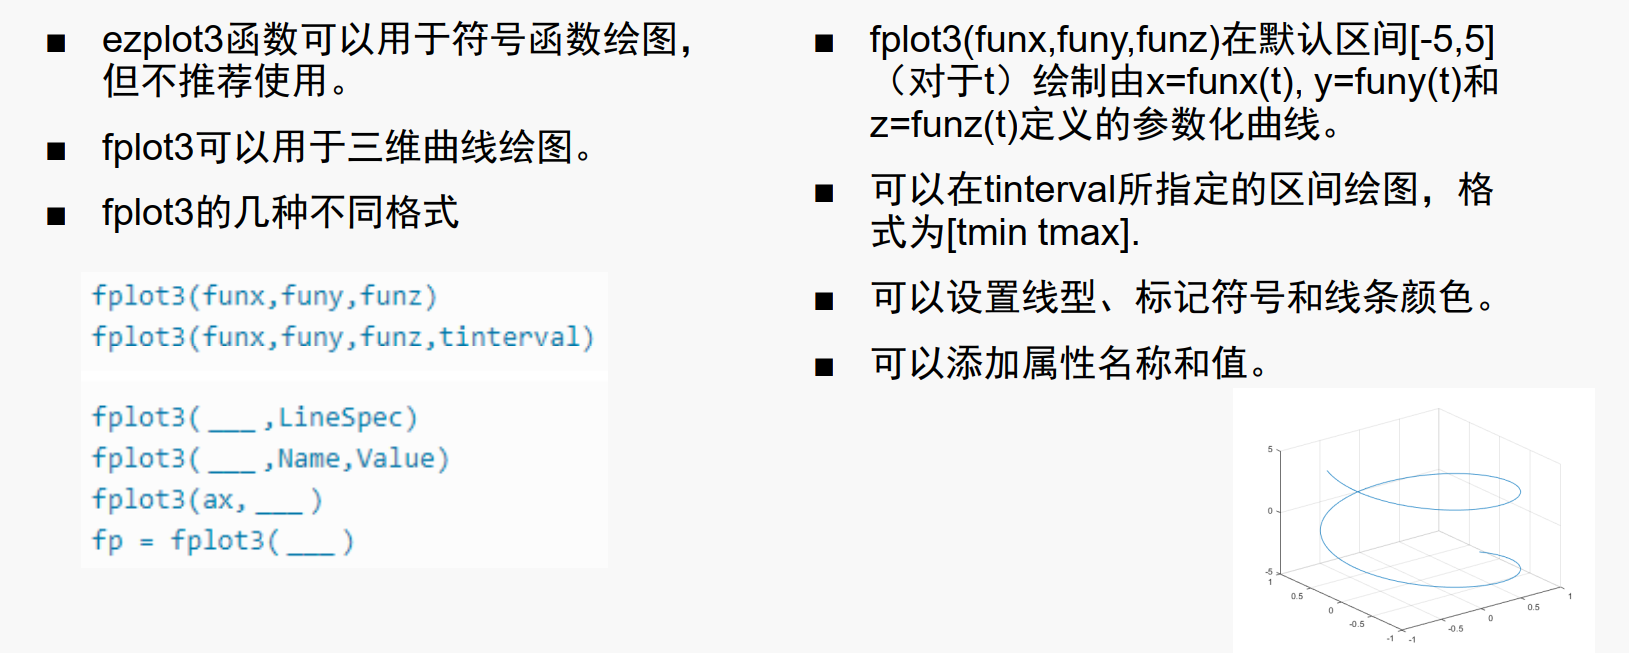 ■ ezplot3函数可以用于符号函数绘图，
但不推荐使用。
■ fplot3可以用于三维曲线绘图。
■ fplot3的几种不同格式
fplot3(funx,funy,funz)
fplot3(funx,funy,funz,tinterval)
fplot3(___,LineSpec)
fplot3(___,Name,Value)
fplot3(ax,___)
fp = fplot3(___)
■ fplot3(funx,funy,funz)在默认区间[-5,5]
（对于t）绘制由x=funx(t), y=funy(t)和
z=funz(t)定义的参数化曲线。
■ 可以在tinterval所指定的区间绘图，格
式为[tmin tmax].
■ 可以设置线型、标记符号和线条颜色。
■ 可以添加属性名称和值。
5
0
-5
1
0.5
0
-0.5
-1
-1
-0.5
0
0.5
1